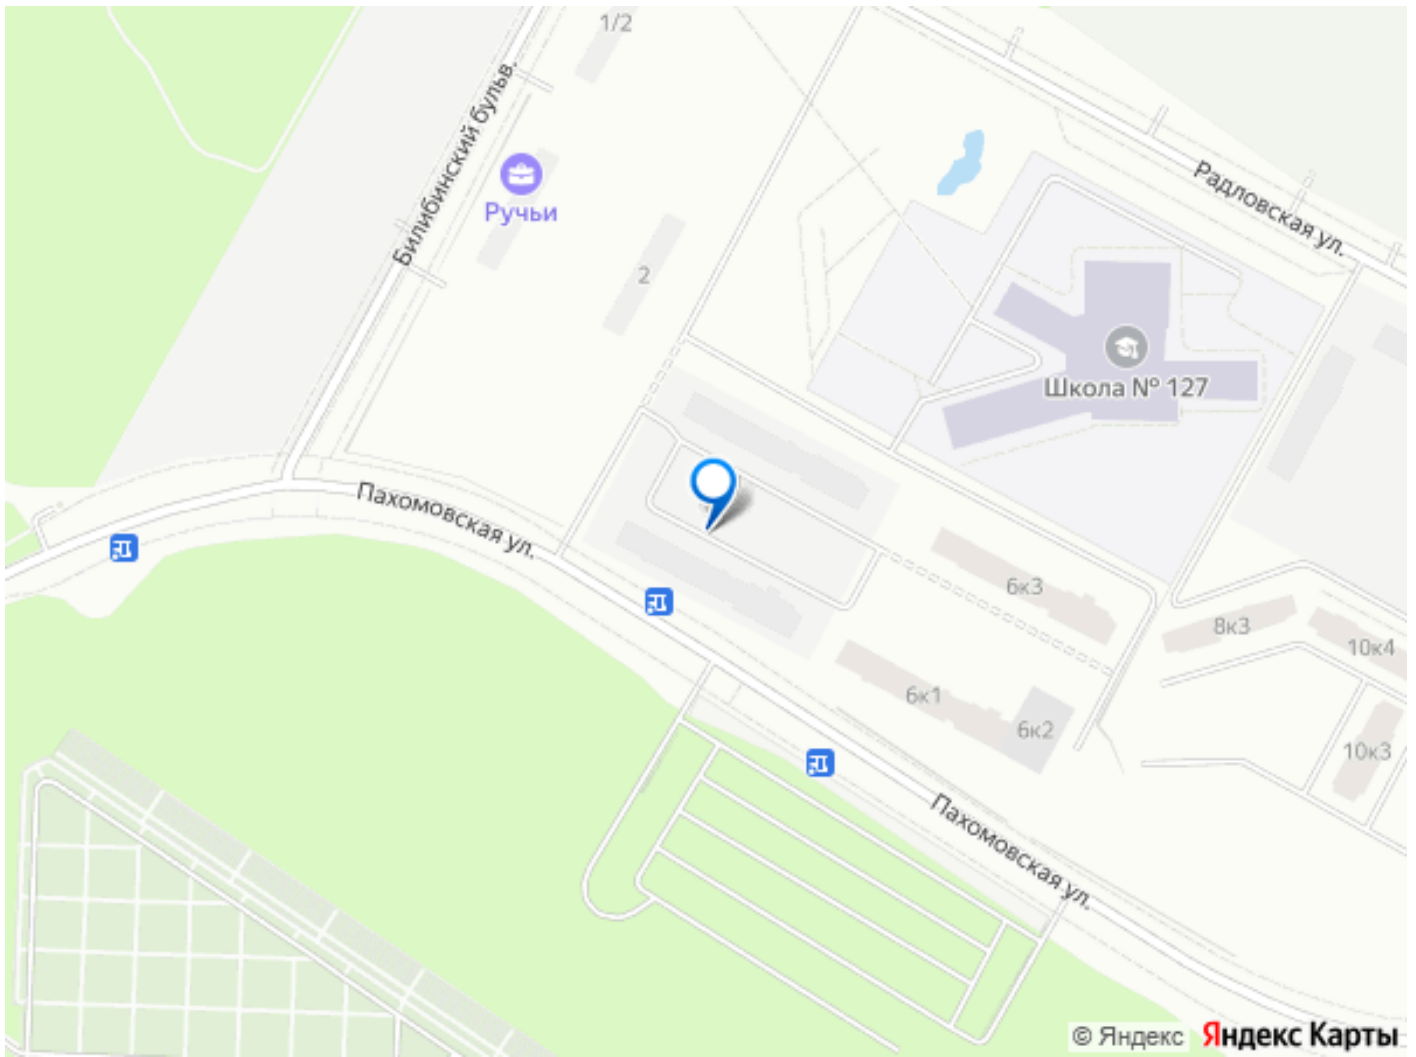 1/2
Билибинский бульв.
Ручьи
2
Радловская ул.
Школа № 127
Пахомовская ул.
6к3
8к3
10к4
6к1
6к2
10к3
Пахомовская ул.
© Яндекс Яндекс Карты